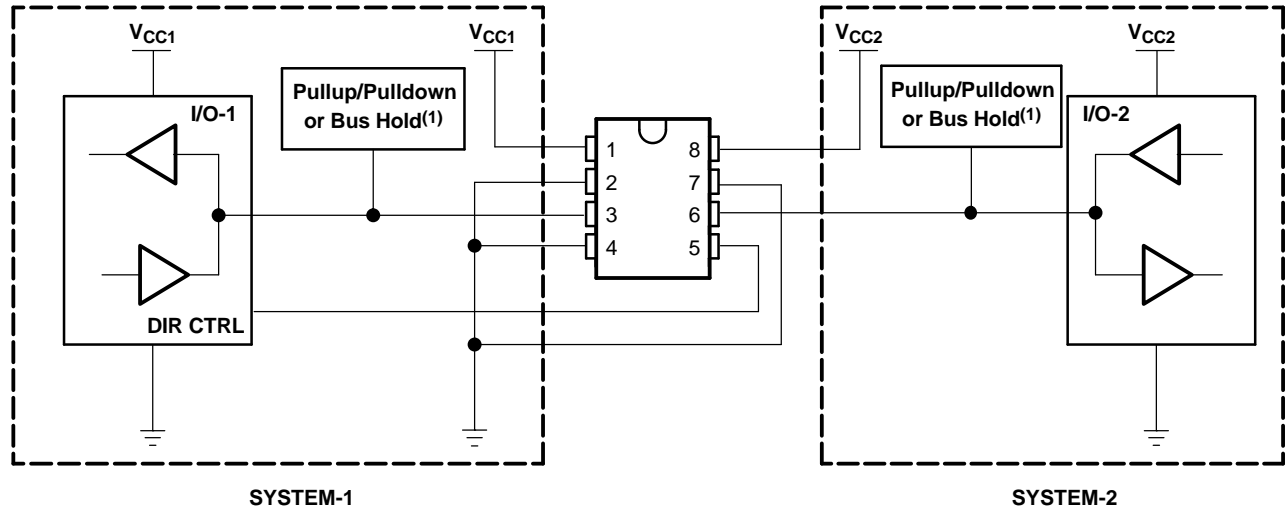 VCC1
VCC1
VCC2
VCC2
Pullup/Pulldown
or Bus Hold(1)
Pullup/Pulldown
or Bus Hold(1)
I/O-1
I/O-2
1
8
2
7
3
6
4
5
DIR CTRL
SYSTEM-1
SYSTEM-2